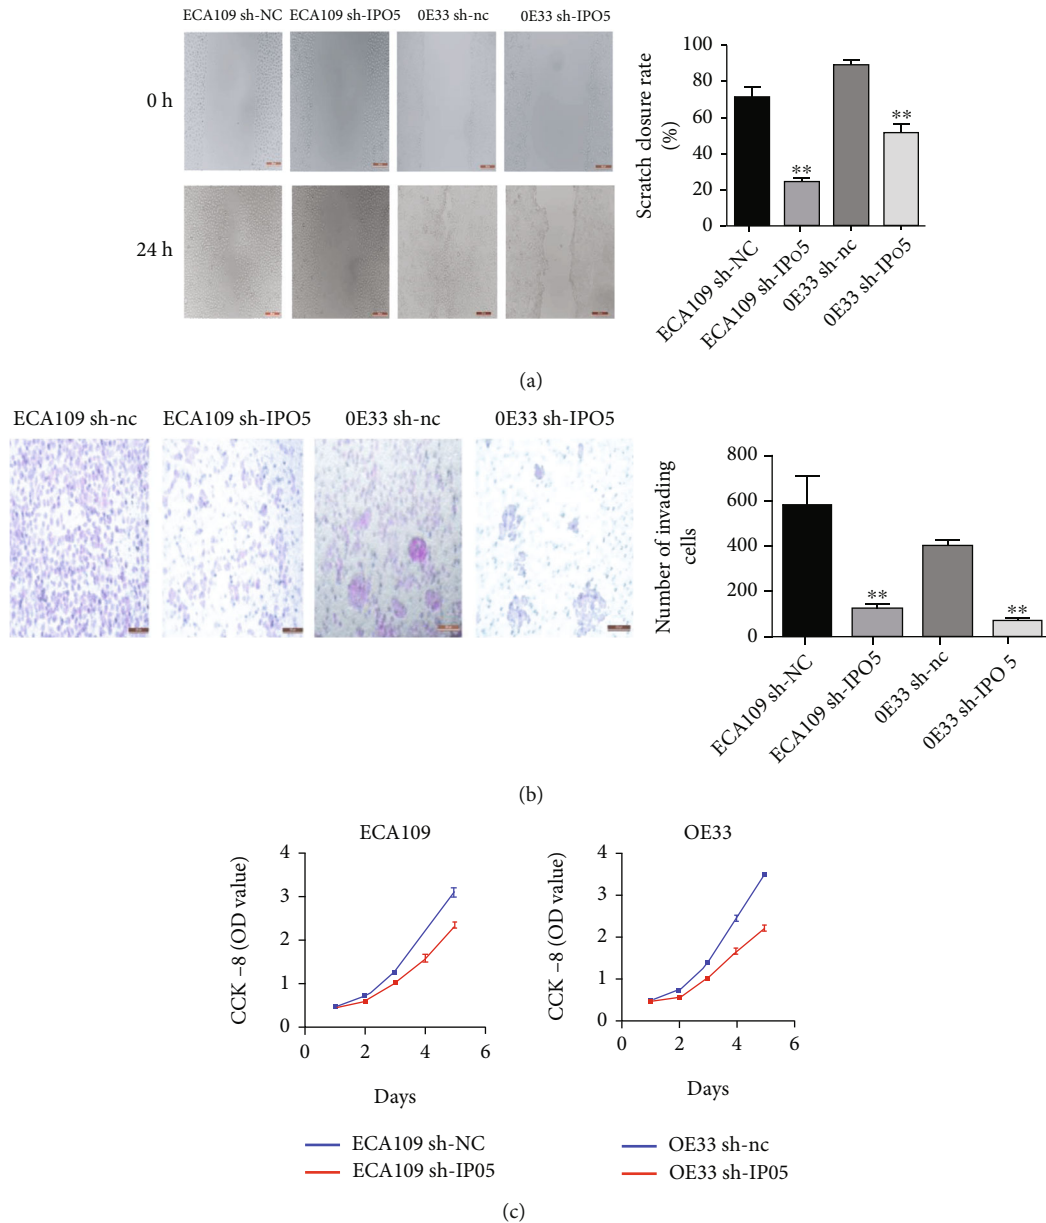 ECA109 sh-NC ECA109 sh-IPO5 0E33 sh-nc 0E33 sh-IPO5
0 h
24 h
Scratch closure rate
(%)
100
80
60
40
20
0
**
**
ECA109 sh-NC
ECA109 sh-IPO5
0E33 sh-nc
0E33 sh-IPO5
(a)
ECA109 sh-nc ECA109 sh-IPO5 0E33 sh-nc 0E33 sh-IPO5
Number of invading
cells
800
600
400
200
0
**
**
ECA109 sh-NC
ECA109 sh-IPO5
0E33 sh-nc
0E33 sh-IPO 5
(b)
ECA109
CCK –8 (OD value)
4
3
2
1
0
0 2 4 6
Days
ECA109 sh-NC
ECA109 sh-IP05
OE33
CCK –8 (OD value)
4
3
2
1
0
0 2 4 6
Days
OE33 sh-nc
OE33 sh-IP05
(c)